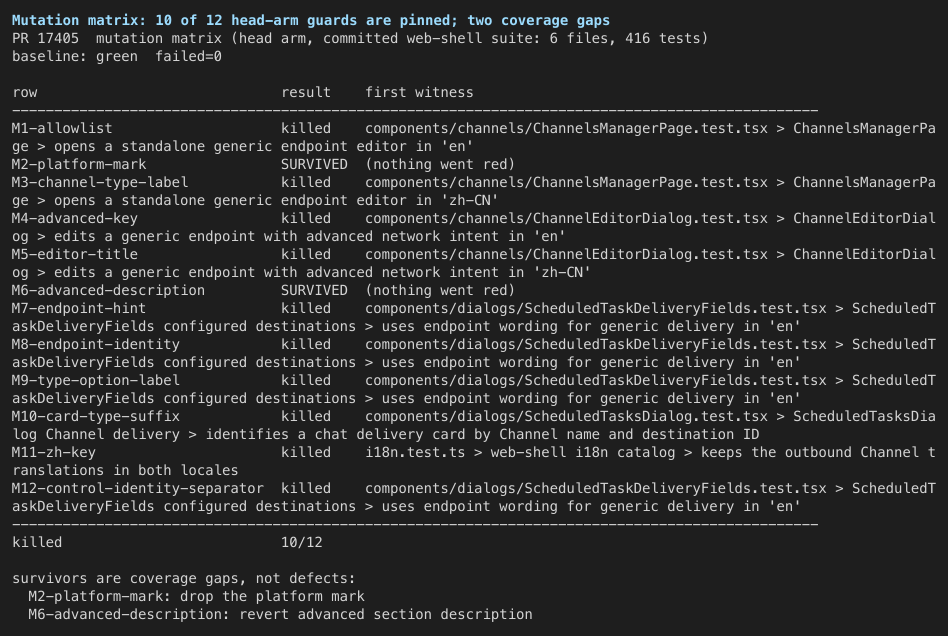 Mutation matrix: 10 of 12 head-arm guards are pinned; two coverage gaps
PR 17405  mutation matrix (head arm, committed web-shell suite: 6 files, 416 tests)
baseline: green  failed=0
row                             result    first witness
------------------------------------------------------------------------------------------------
M1-allowlist                    killed    components/channels/ChannelsManagerPage.test.tsx > ChannelsManagerPa
ge > opens a standalone generic endpoint editor in 'en'
M2-platform-mark                SURVIVED  (nothing went red)
M3-channel-type-label           killed    components/channels/ChannelsManagerPage.test.tsx > ChannelsManagerPa
ge > opens a standalone generic endpoint editor in 'zh-CN'
M4-advanced-key                 killed    components/channels/ChannelEditorDialog.test.tsx > ChannelEditorDial
og > edits a generic endpoint with advanced network intent in 'en'
M5-editor-title                 killed    components/channels/ChannelEditorDialog.test.tsx > ChannelEditorDial
og > edits a generic endpoint with advanced network intent in 'zh-CN'
M6-advanced-description         SURVIVED  (nothing went red)
M7-endpoint-hint                killed    components/dialogs/ScheduledTaskDeliveryFields.test.tsx > ScheduledT
askDeliveryFields configured destinations > uses endpoint wording for generic delivery in 'en'
M8-endpoint-identity            killed    components/dialogs/ScheduledTaskDeliveryFields.test.tsx > ScheduledT
askDeliveryFields configured destinations > uses endpoint wording for generic delivery in 'en'
M9-type-option-label            killed    components/dialogs/ScheduledTaskDeliveryFields.test.tsx > ScheduledT
askDeliveryFields configured destinations > uses endpoint wording for generic delivery in 'en'
M10-card-type-suffix            killed    components/dialogs/ScheduledTasksDialog.test.tsx > ScheduledTasksDia
log Channel delivery > identifies a chat delivery card by Channel name and destination ID
M11-zh-key                      killed    i18n.test.ts > web-shell i18n catalog > keeps the outbound Channel t
ranslations in both locales
M12-control-identity-separator  killed    components/dialogs/ScheduledTaskDeliveryFields.test.tsx > ScheduledT
askDeliveryFields configured destinations > uses endpoint wording for generic delivery in 'en'
------------------------------------------------------------------------------------------------
killed                          10/12
survivors are coverage gaps, not defects:
  M2-platform-mark: drop the platform mark
  M6-advanced-description: revert advanced section description